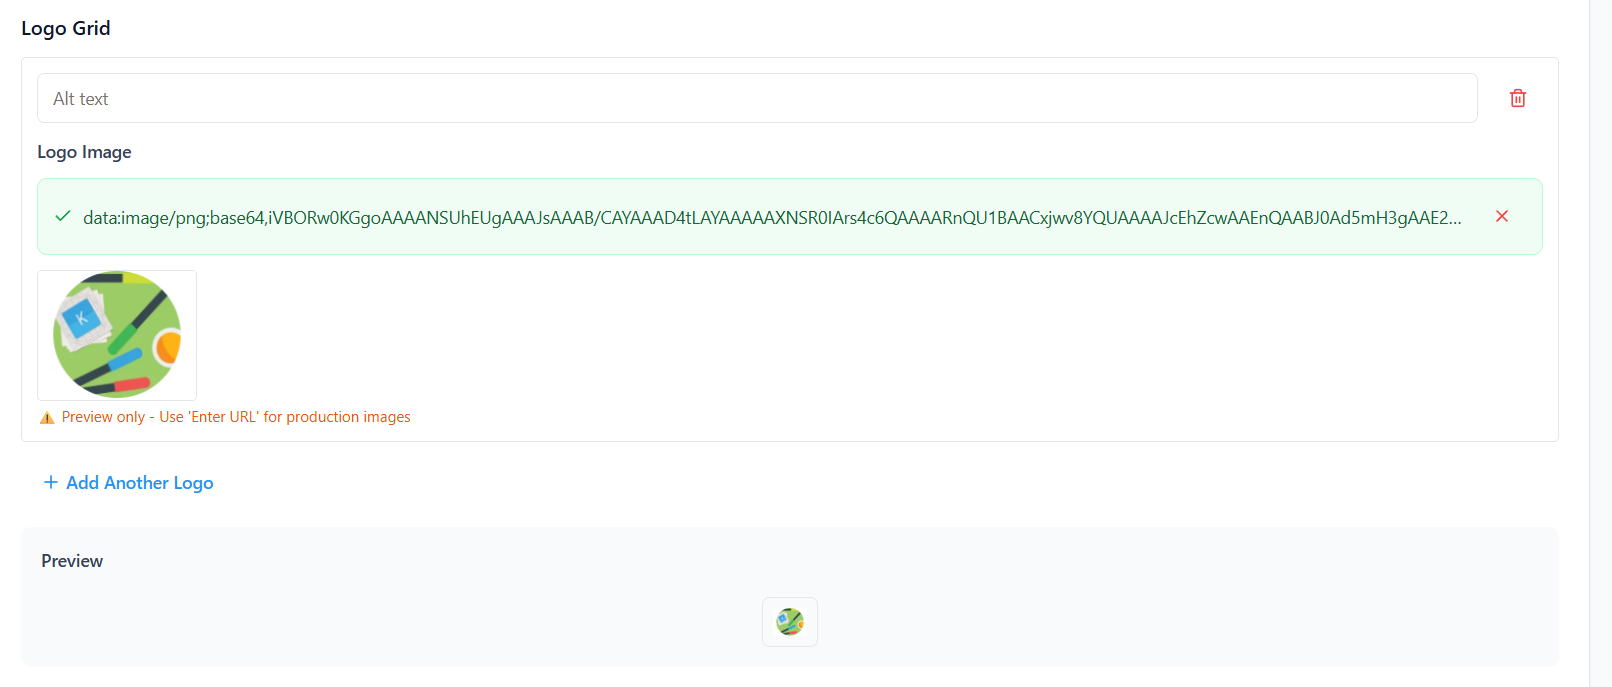 Logo Grid
Alt text
Logo Image
data:image/png;base64,iVBORw0KGgoAAAANSUhEUgAAAJsAAAB/CAYAAAD4tLAYAAAAAXNSR0IArs4c6QAAAARnQU1BAACxjwv8YQUAAAAJcEhZcwAAEnQAABJ0Ad5mH3gAAE2...
K
Preview only - Use 'Enter URL' for production images
Add Another Logo
Preview